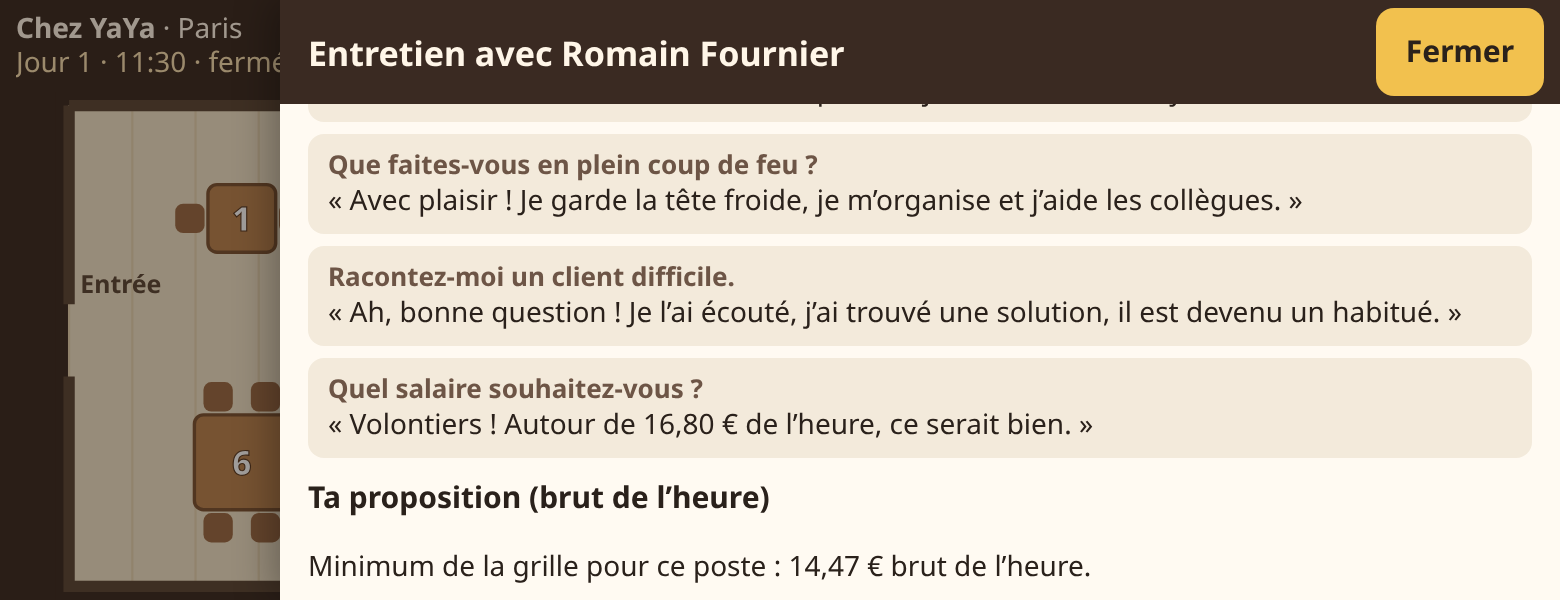 Chez YaYa · Paris
Jour 1 · 11:30 · fermé
Entretien avec Romain Fournier
Fermer
Que faites-vous en plein coup de feu ?
« Avec plaisir ! Je garde la tête froide, je m’organise et j’aide les collègues. »
1
Entrée
Racontez-moi un client difficile.
« Ah, bonne question ! Je l’ai écouté, j’ai trouvé une solution, il est devenu un habitué. »
Quel salaire souhaitez-vous ?
« Volontiers ! Autour de 16,80 € de l’heure, ce serait bien. »
6
Ta proposition (brut de l’heure)
Minimum de la grille pour ce poste : 14,47 € brut de l’heure.